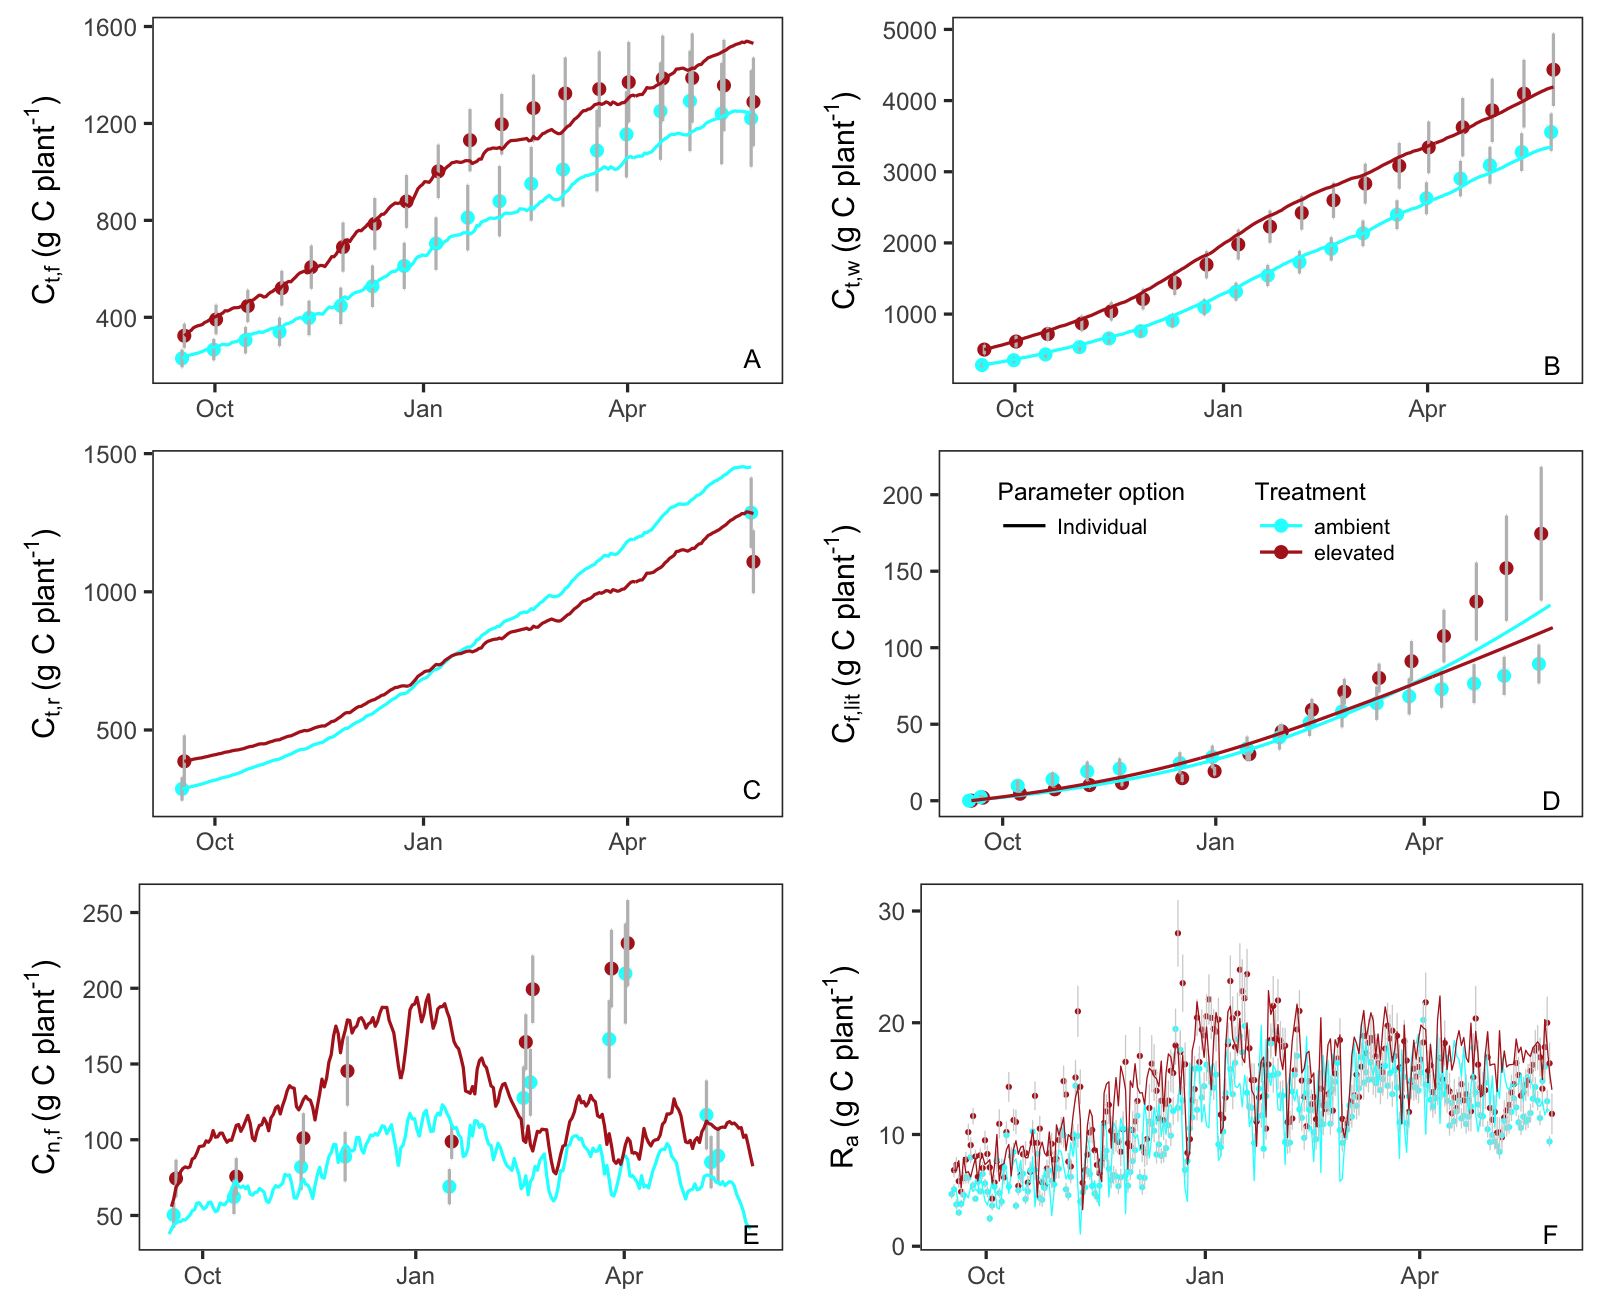 1600
1200
800
400
C_t,f (g C plant^-1)
Oct Jan Apr
A
5000
4000
3000
2000
1000
C_t,w (g C plant^-1)
Oct Jan Apr
B
1500
1000
500
C_t,r (g C plant^-1)
Oct Jan Apr
C
200
150
100
50
0
C_f,lit (g C plant^-1)
Parameter option
Individual
Treatment
ambient
elevated
Oct Jan Apr
D
250
200
150
100
50
C_n,f (g C plant^-1)
Oct Jan Apr
E
30
20
10
0
R_a (g C plant^-1)
Oct Jan Apr
F